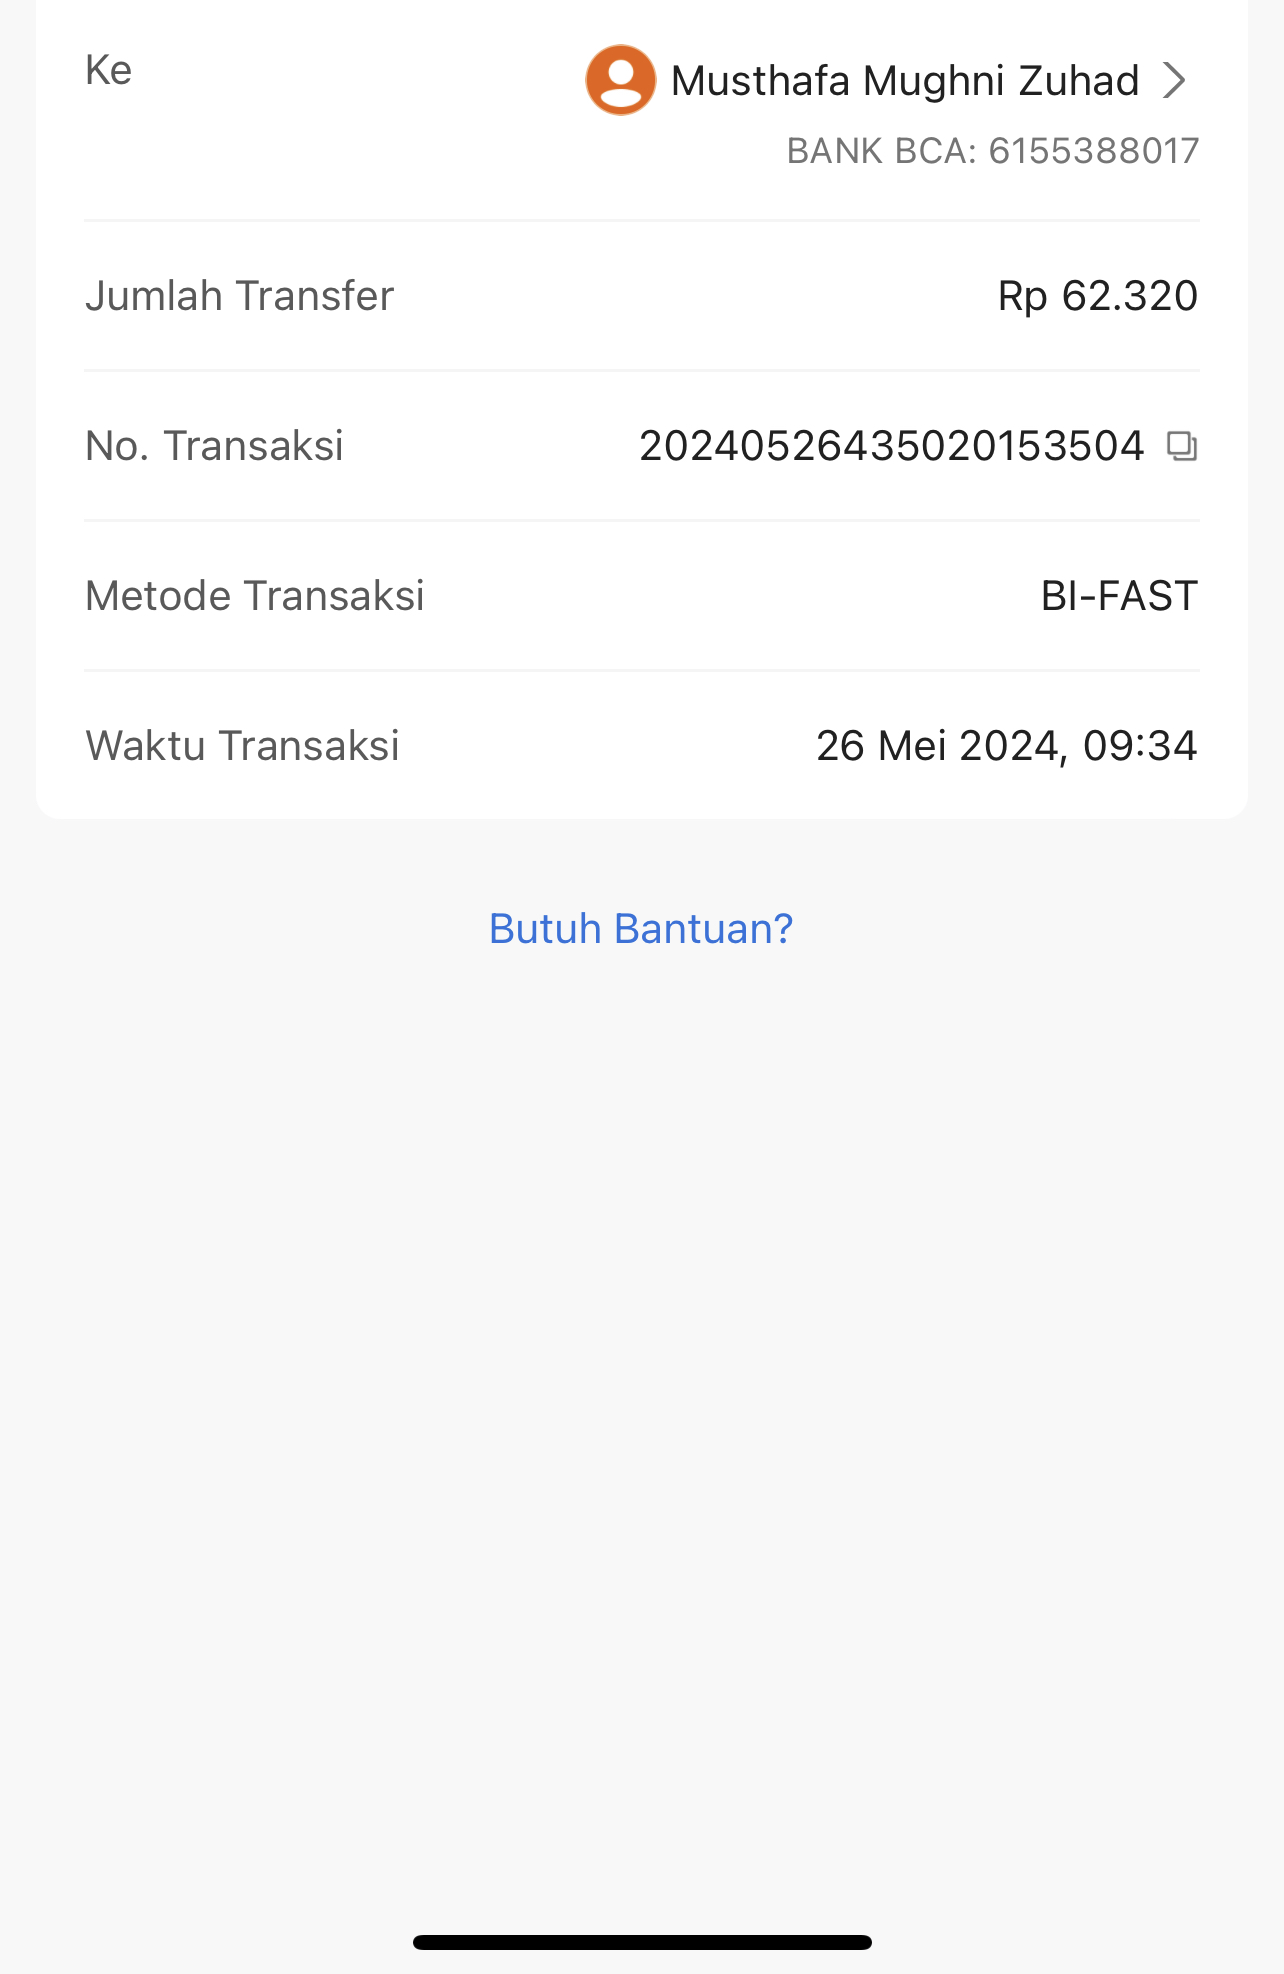 Ke
Musthafa Mughni Zuhad
BANK BCA: 6155388017
Jumlah Transfer
Rp 62.320
No. Transaksi
20240526435020153504
Metode Transaksi
BI-FAST
Waktu Transaksi
26 Mei 2024, 09:34
Butuh Bantuan?